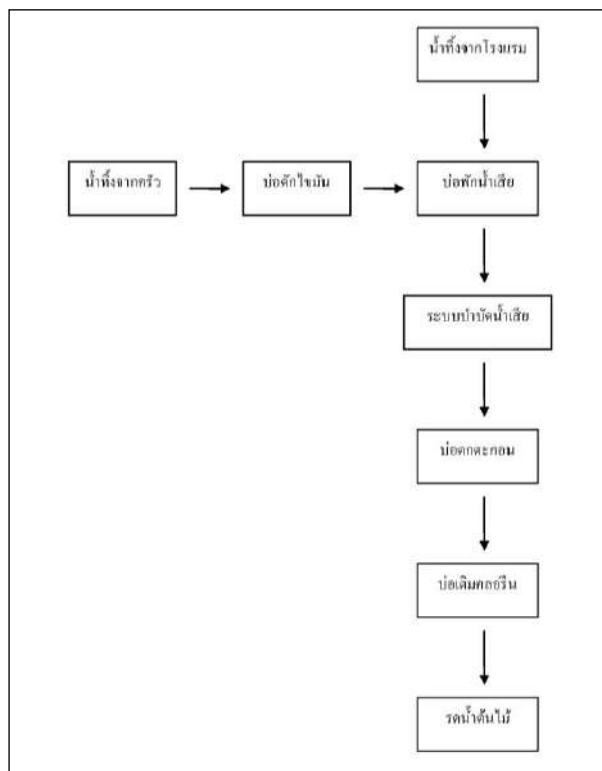 น้ำทิ้งจากโรงแรม
น้ำทิ้งจากครัว
บ่อดักไขมัน
บ่อพักน้ำเสีย
ระบบบำบัดน้ำเสีย
บ่อตกตะกอน
บ่อเติมคลอรีน
รดน้ำต้นไม้